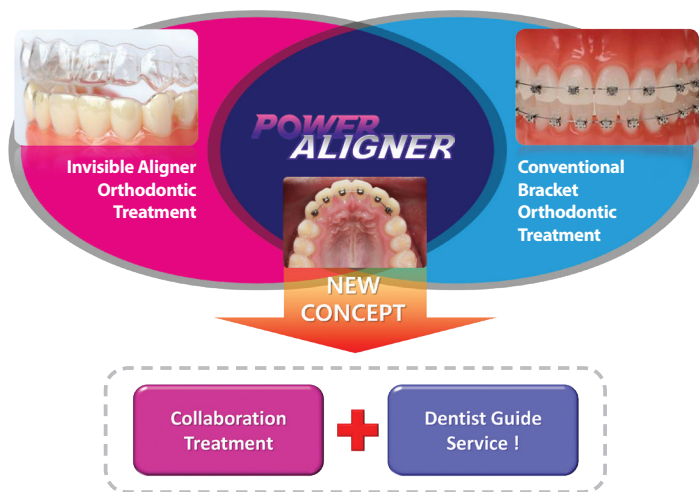 POWER
ALIGNER
Invisible Aligner
Orthodontic
Treatment
Conventional
Bracket
Orthodontic
Treatment
NEW
CONCEPT
Collaboration
Treatment
Dentist Guide
Service !